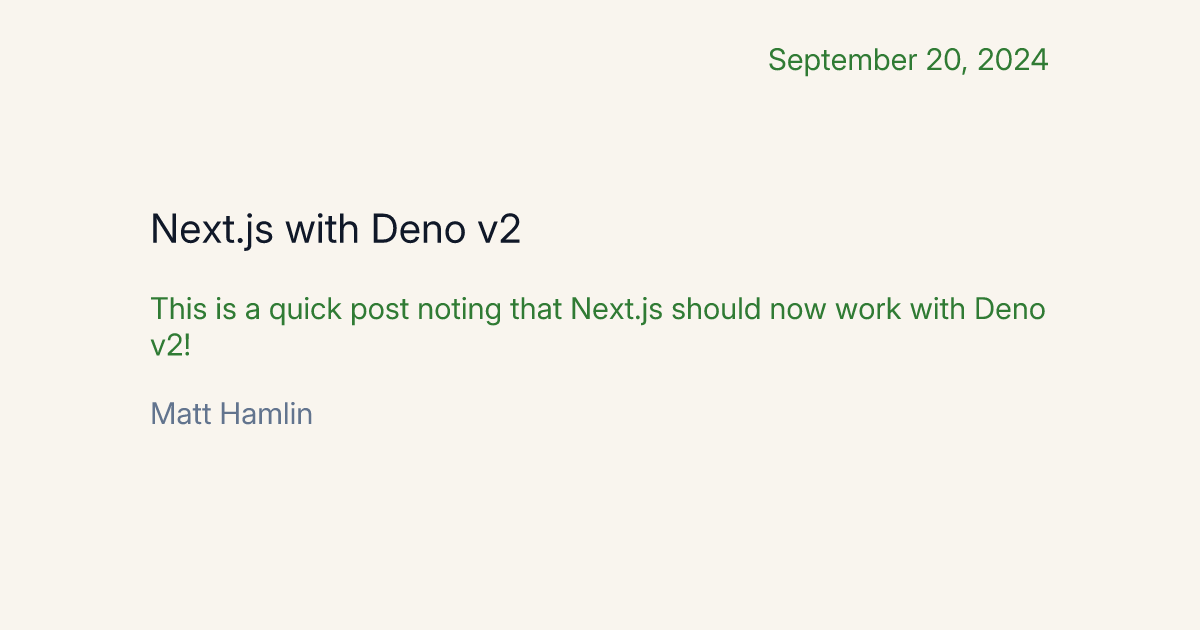 September 20, 2024
Next.js with Deno v2
This is a quick post noting that Next.js should now work with Deno
v2!
Matt Hamlin